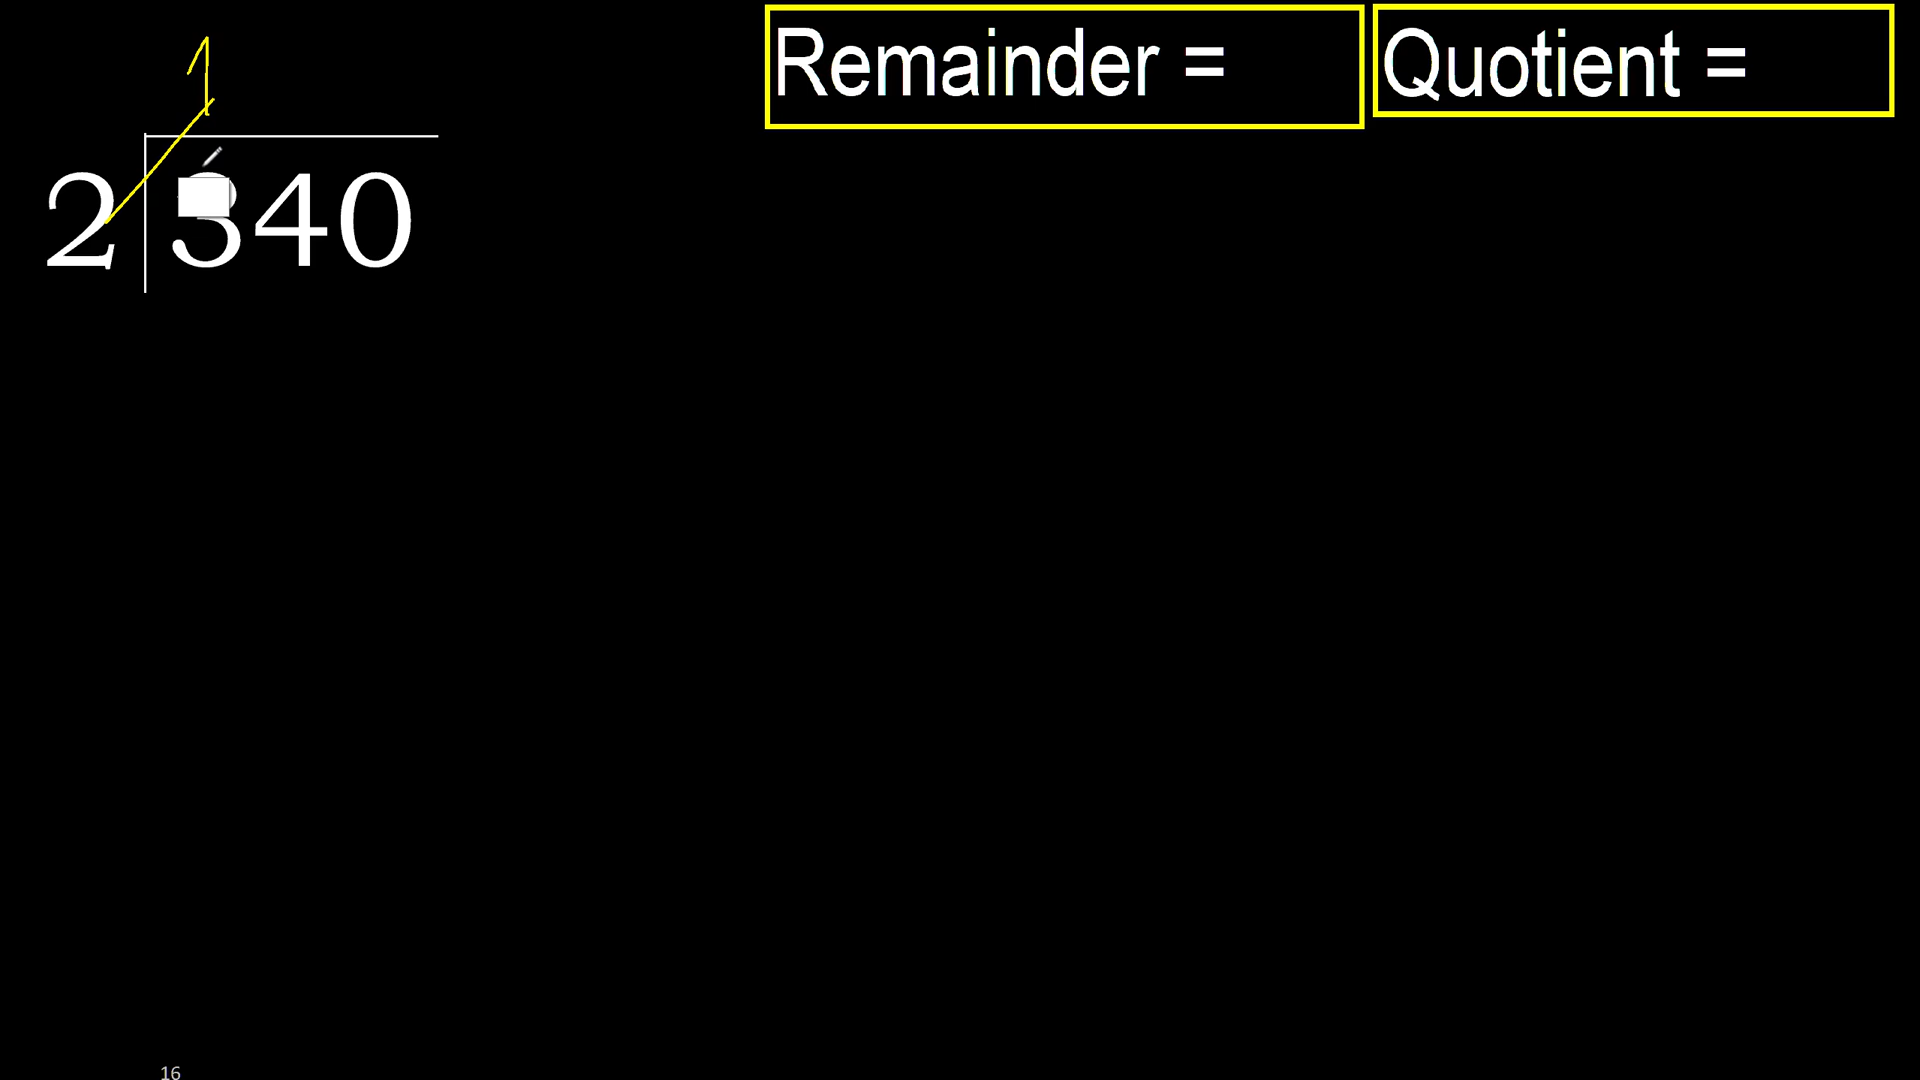 1
Remainder =
Quotient =
2 340
16